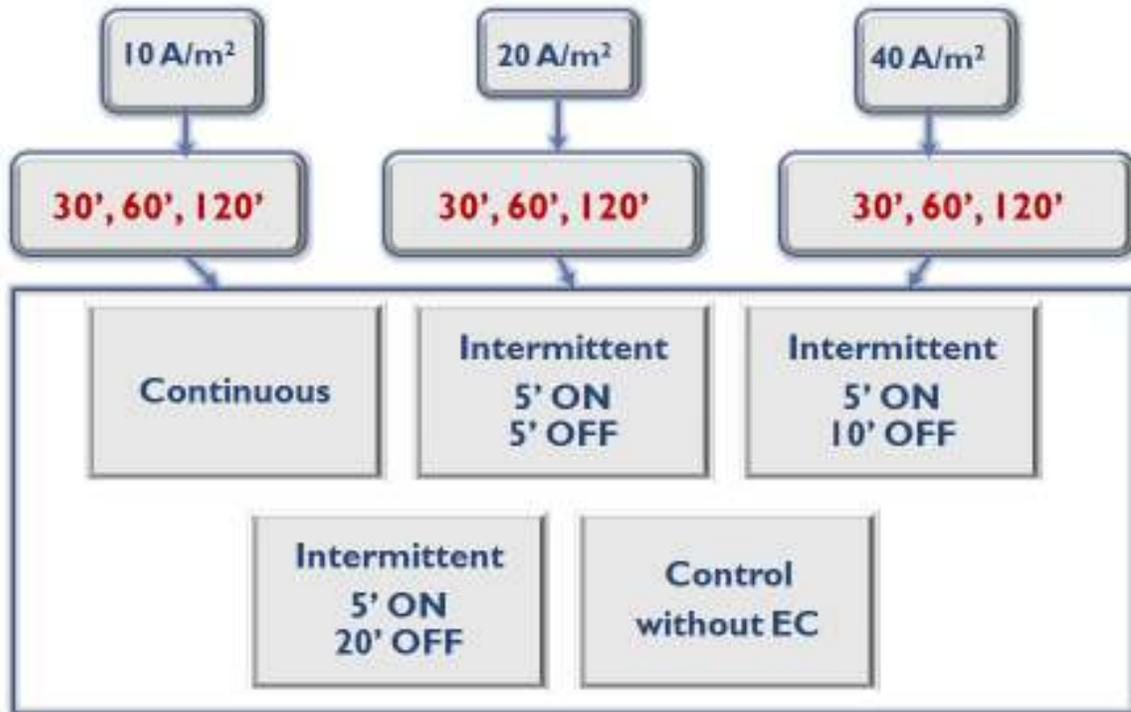 10 A/m²
20 A/m²
40 A/m²
30’, 60’, 120’
30’, 60’, 120’
30’, 60’, 120’
Continuous
Intermittent
5’ ON
5’ OFF
Intermittent
5’ ON
10’ OFF
Intermittent
5’ ON
20’ OFF
Control
without EC